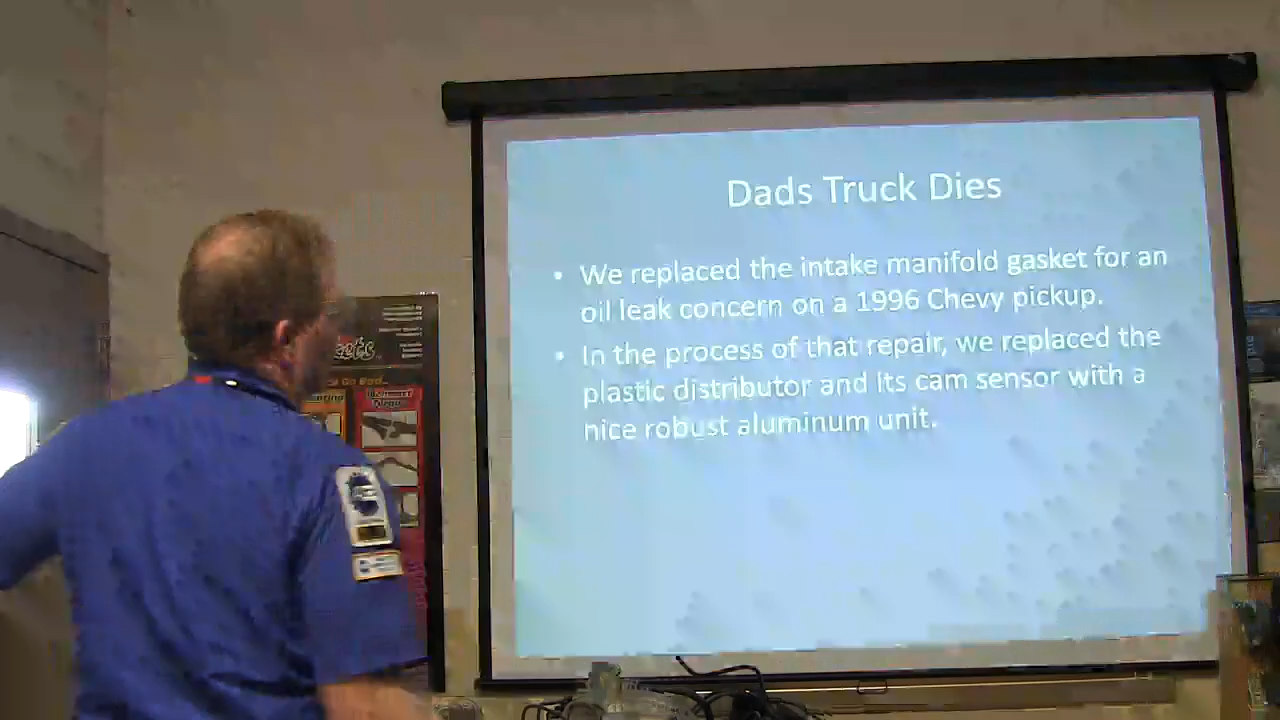 Dads Truck Dies
• We replaced the intake manifold gasket for an
oil leak concern on a 1996 Chevy pickup.
• In the process of that repair, we replaced the
plastic distributor and its cam sensor with a
nice robust aluminum unit.